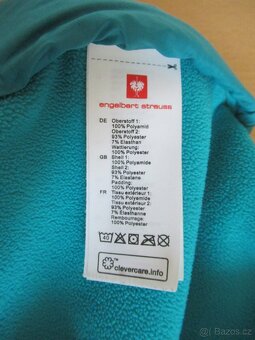 engelbert strauss
DE Oberstoff 1:
100% Polyamid
Oberstoff 2:
93% Polyester
7% Elasthan
Wattierung:
100% Polyester
GB Shell 1:
100% Polyamide
Shell 2:
93% Polyester
7% Elastane
Padding:
100% Polyester
FR Tissu extérieur 1:
100% Polyamide
Tissu extérieur 2:
93% Polyester
7% Elasthanne
Rembourrage:
100% Polyester
40
clevercare.info
bazoš.cz